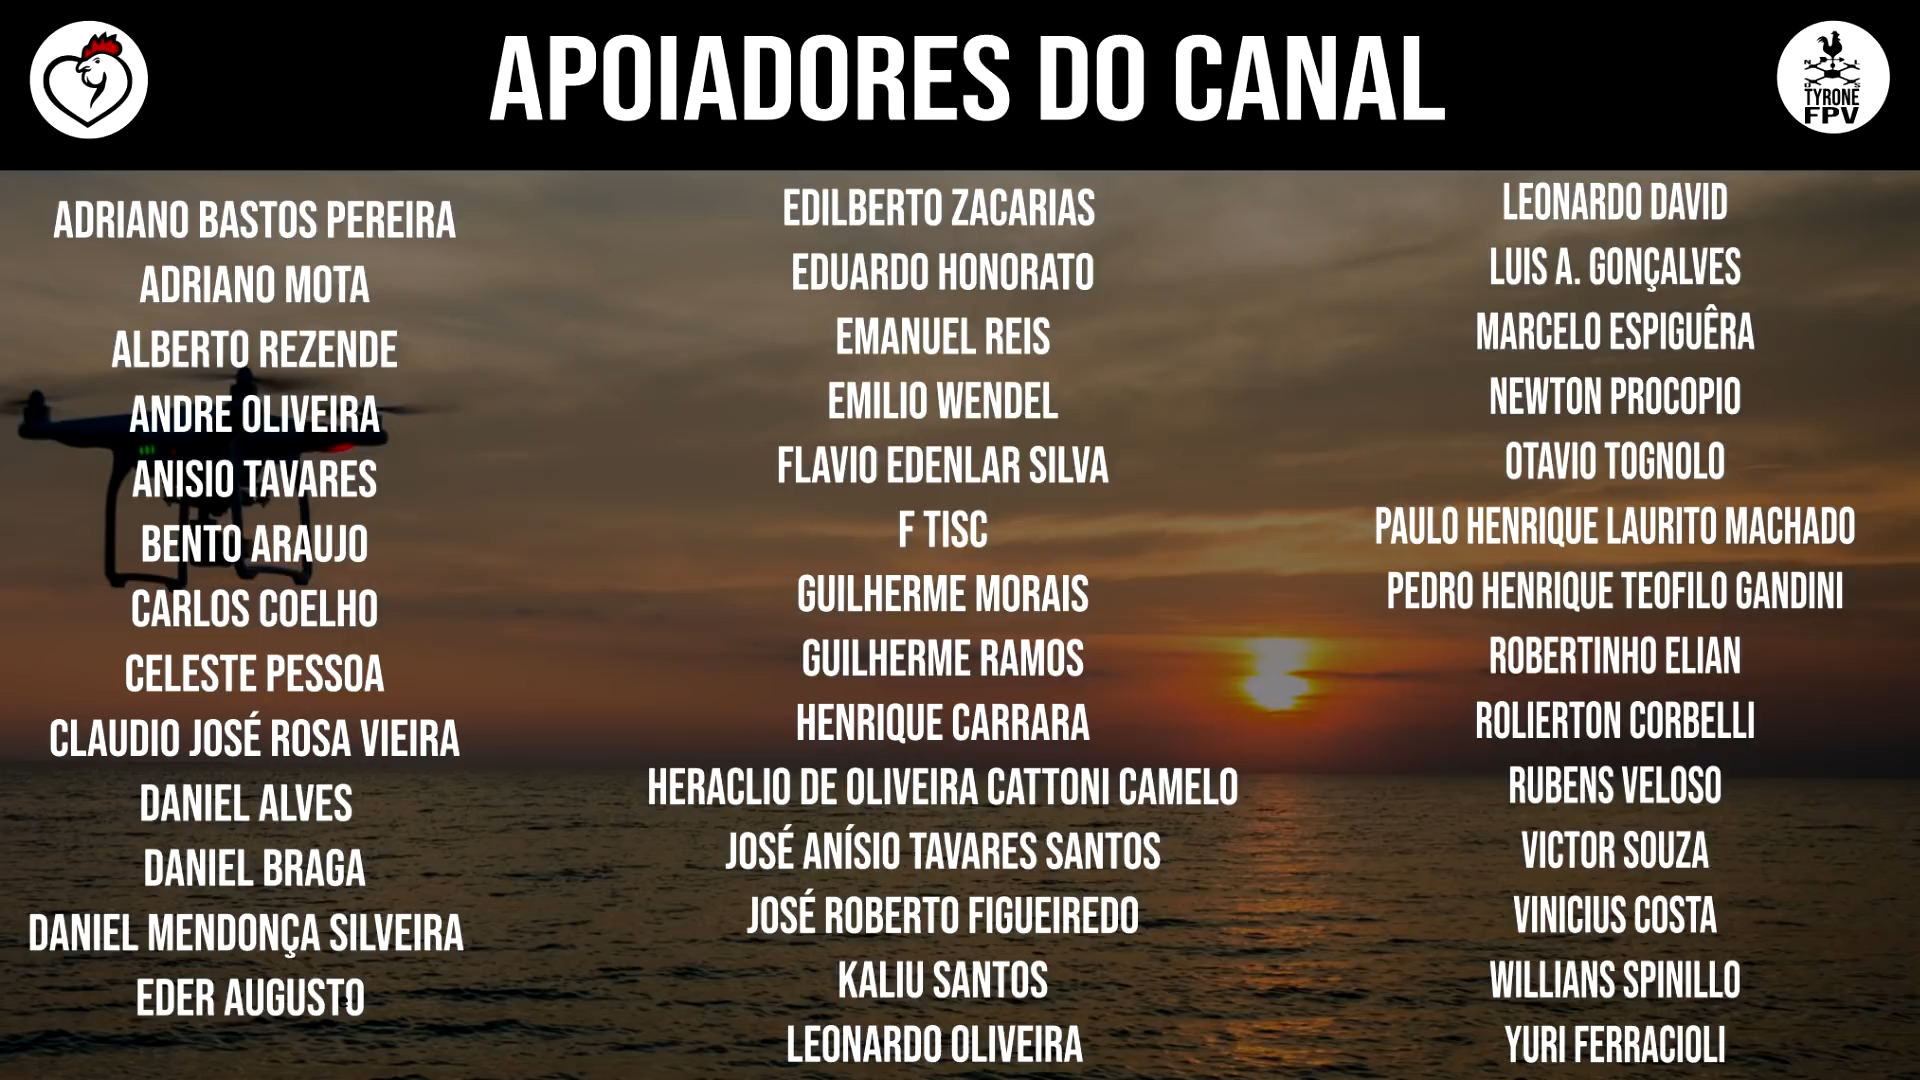 APOIADORES DO CANAL
N L
O S
TYRONE
FPV
ADRIANO BASTOS PEREIRA
ADRIANO MOTA
ALBERTO REZENDE
ANDRE OLIVEIRA
ANISIO TAVARES
BENTO ARAUJO
CARLOS COELHO
CELESTE PESSOA
CLAUDIO JOSÉ ROSA VIEIRA
DANIEL ALVES
DANIEL BRAGA
DANIEL MENDONÇA SILVEIRA
EDER AUGUSTO
EDILBERTO ZACARIAS
EDUARDO HONORATO
EMANUEL REIS
EMILIO WENDEL
FLAVIO EDENLAR SILVA
F TISC
GUILHERME MORAIS
GUILHERME RAMOS
HENRIQUE CARRARA
HERACLIO DE OLIVEIRA CATTONI CAMELO
JOSÉ ANÍSIO TAVARES SANTOS
JOSÉ ROBERTO FIGUEIREDO
KALIU SANTOS
LEONARDO OLIVEIRA
LEONARDO DAVID
LUIS A. GONÇALVES
MARCELO ESPIGUÊRA
NEWTON PROCOPIO
OTAVIO TOGNOLO
PAULO HENRIQUE LAURITO MACHADO
PEDRO HENRIQUE TEOFILO GANDINI
ROBERTINHO ELIAN
ROLIERTON CORBELLI
RUBENS VELOSO
VICTOR SOUZA
VINICIUS COSTA
WILLIANS SPINILLO
YURI FERRACIOLI